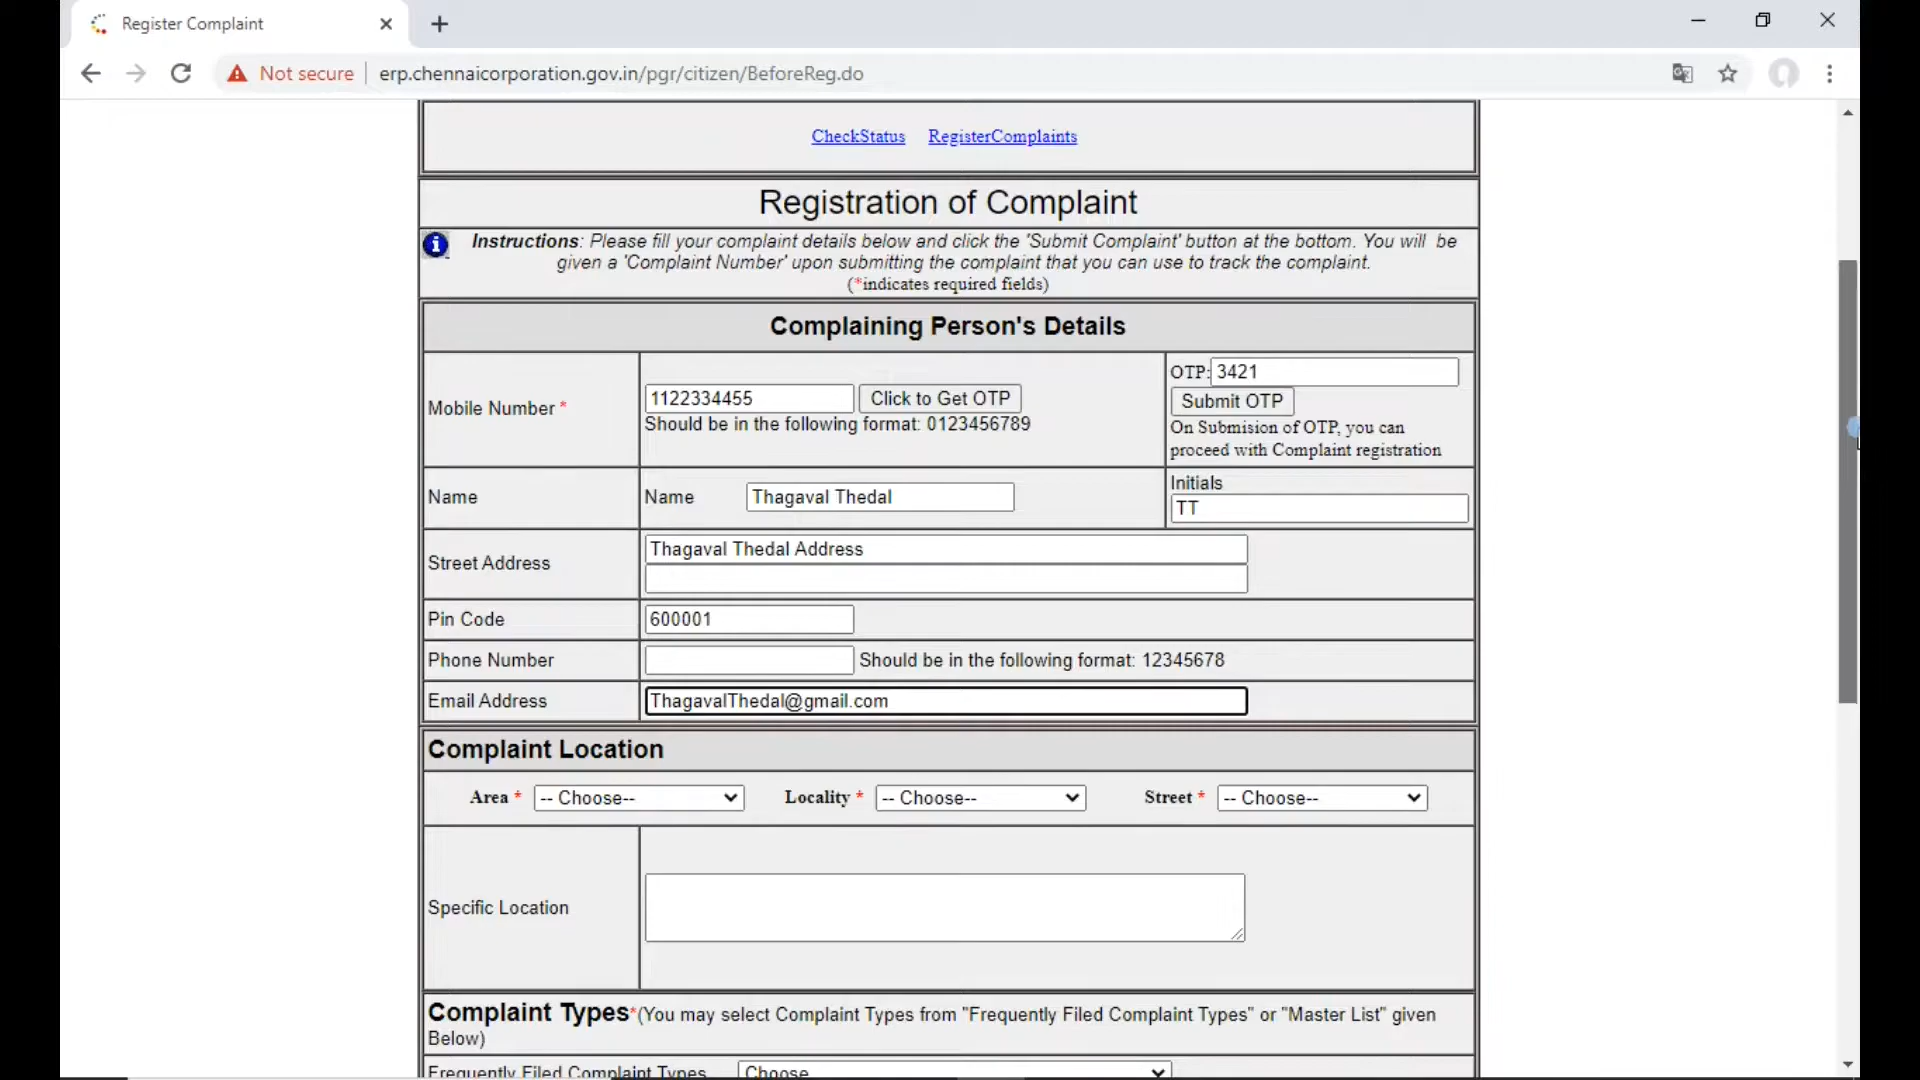 Register Complaint
Not secure erp.chennaicorporation.gov.in/pgr/citizen/BeforeReg.do
CheckStatus RegisterComplaints
Registration of Complaint
Instructions: Please fill your complaint details below and click the 'Submit Complaint' button at the bottom. You will be
given a 'Complaint Number' upon submitting the complaint that you can use to track the complaint.
(*indicates required fields)
Complaining Person's Details
Mobile Number *
1122334455 Click to Get OTP
Should be in the following format: 0123456789
OTP: 3421
Submit OTP
On Submision of OTP, you can
proceed with Complaint registration
Name Name Thagaval Thedal
Initials
TT
Street Address
Thagaval Thedal Address
Pin Code 600001
Phone Number Should be in the following format: 12345678
Email Address ThagavalThedal@gmail.com
Complaint Location
Area * -- Choose-- Locality * -- Choose-- Street * -- Choose--
Specific Location
Complaint Types*(You may select Complaint Types from "Frequently Filed Complaint Types" or "Master List" given
Below)
Frequently Filed Complaint Types Choose